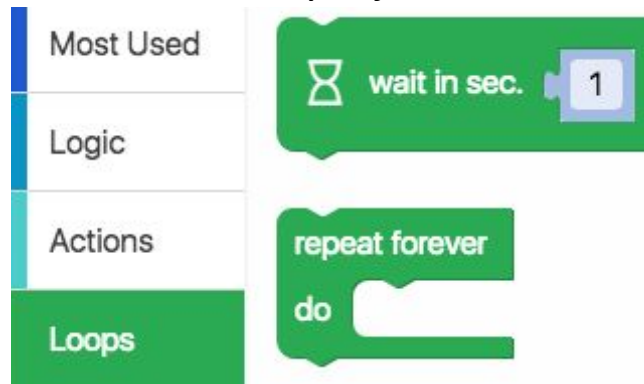 Most Used
Logic
Actions
Loops
wait in sec. 1
repeat forever
do